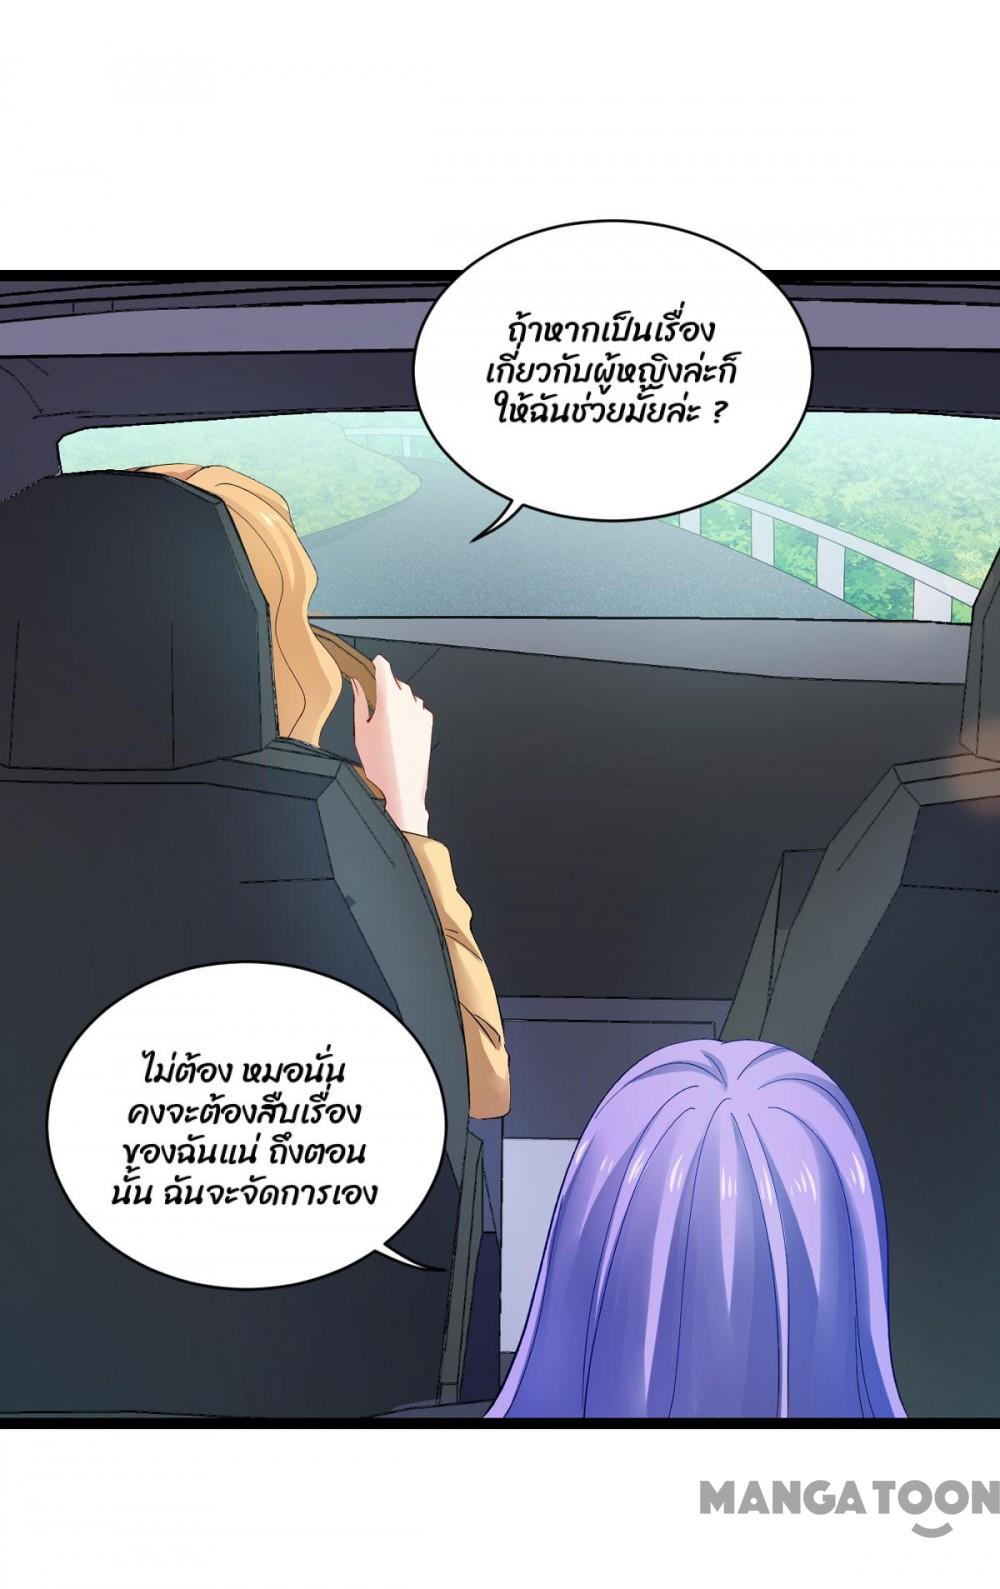 ถ้าหากเป็นเรื่อง
เกี่ยวกับผู้หญิงล่ะก็
ให้ฉันช่วยมั้ยล่ะ ?
ไม่ต้อง หมอนั่น
คงจะต้องสืบเรื่อง
ของฉันแน่ ถึงตอน
นั้น ฉันจะจัดการเอง
MANGATOON